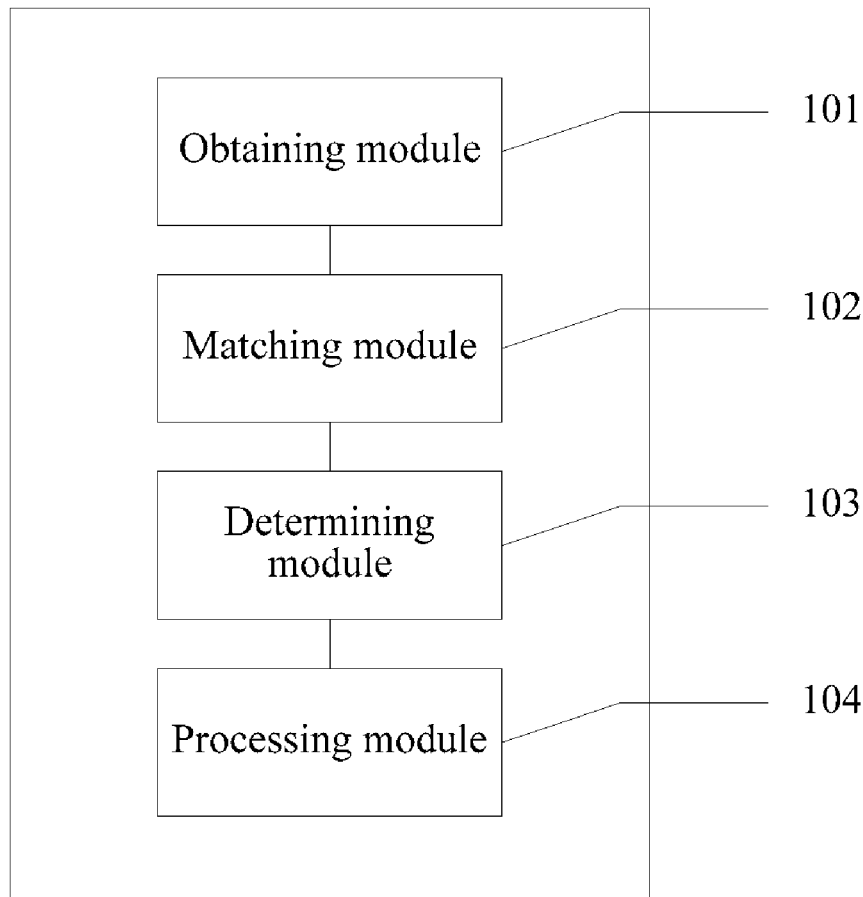 Obtaining module
101
Matching module
102
Determining
module
103
Processing module
104